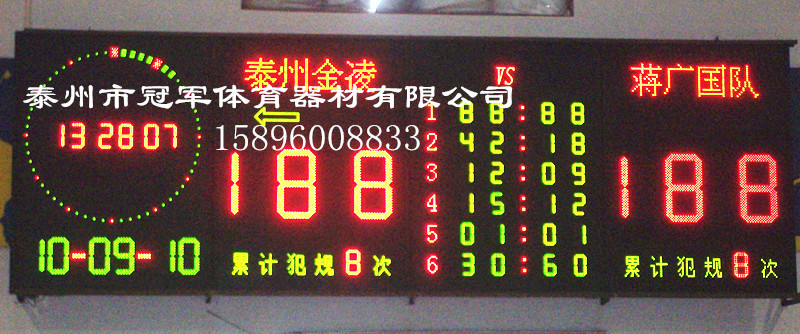 泰州金凌 VS 蒋广国队
泰州市冠军体育器材有限公司
15896008833
13 28 07
188
188
1 88:88
2 42:18
3 12:09
4 15:12
5 01:01
6 30:60
10-09-10
累计犯规8次
累计犯规8次